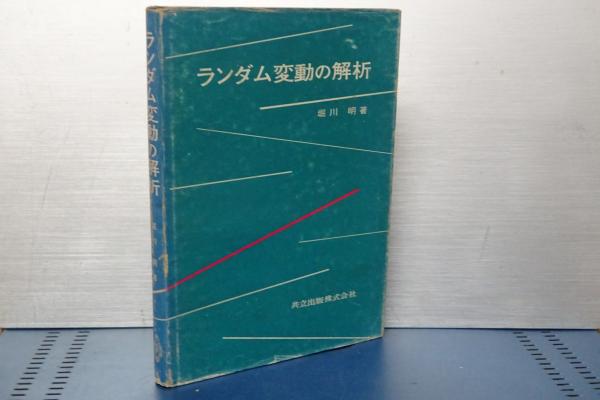 ランダム変動の解析
堀川 明著
共立出版株式会社
ランダム変動の解析